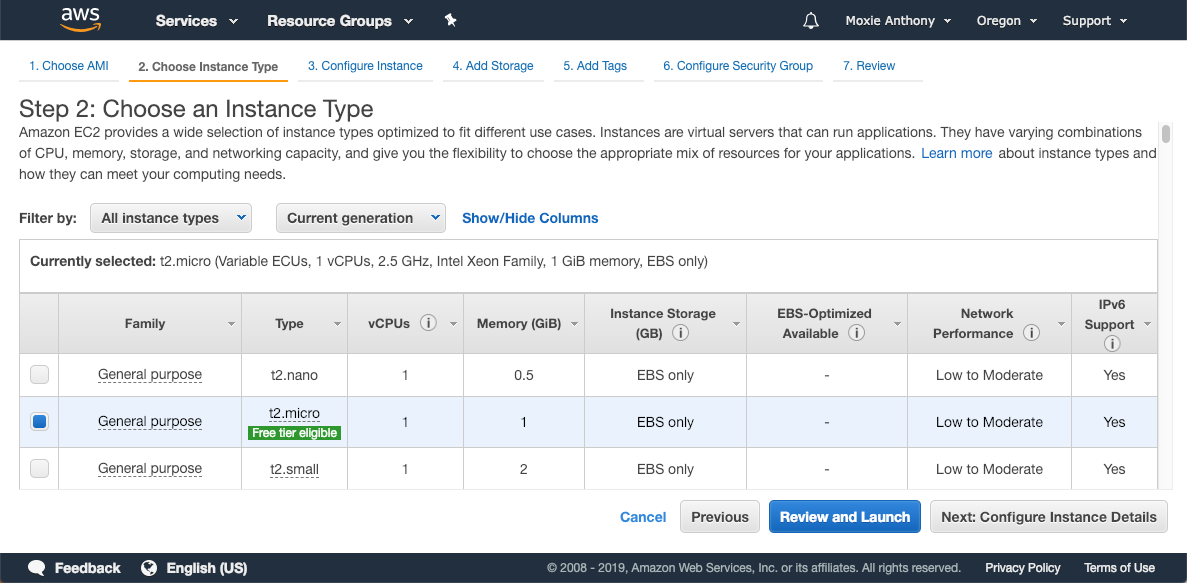 aws Services Resource Groups Moxie Anthony Oregon Support
1. Choose AMI 2. Choose Instance Type 3. Configure Instance 4. Add Storage 5. Add Tags 6. Configure Security Group 7. Review
Step 2: Choose an Instance Type
Amazon EC2 provides a wide selection of instance types optimized to fit different use cases. Instances are virtual servers that can run applications. They have varying combinations
of CPU, memory, storage, and networking capacity, and give you the flexibility to choose the appropriate mix of resources for your applications. Learn more about instance types and
how they can meet your computing needs.
Filter by: All instance types Current generation Show/Hide Columns
Currently selected: t2.micro (Variable ECUs, 1 vCPUs, 2.5 GHz, Intel Xeon Family, 1 GiB memory, EBS only)
Family Type vCPUs i Memory (GiB) Instance Storage (GB) i EBS-Optimized Available i Network Performance i IPv6 Support i
General purpose t2.nano 1 0.5 EBS only - Low to Moderate Yes
General purpose t2.micro Free tier eligible 1 1 EBS only - Low to Moderate Yes
General purpose t2.small 1 2 EBS only - Low to Moderate Yes
Cancel Previous Review and Launch Next: Configure Instance Details
Feedback English (US) © 2008 - 2019, Amazon Web Services, Inc. or its affiliates. All rights reserved. Privacy Policy Terms of Use